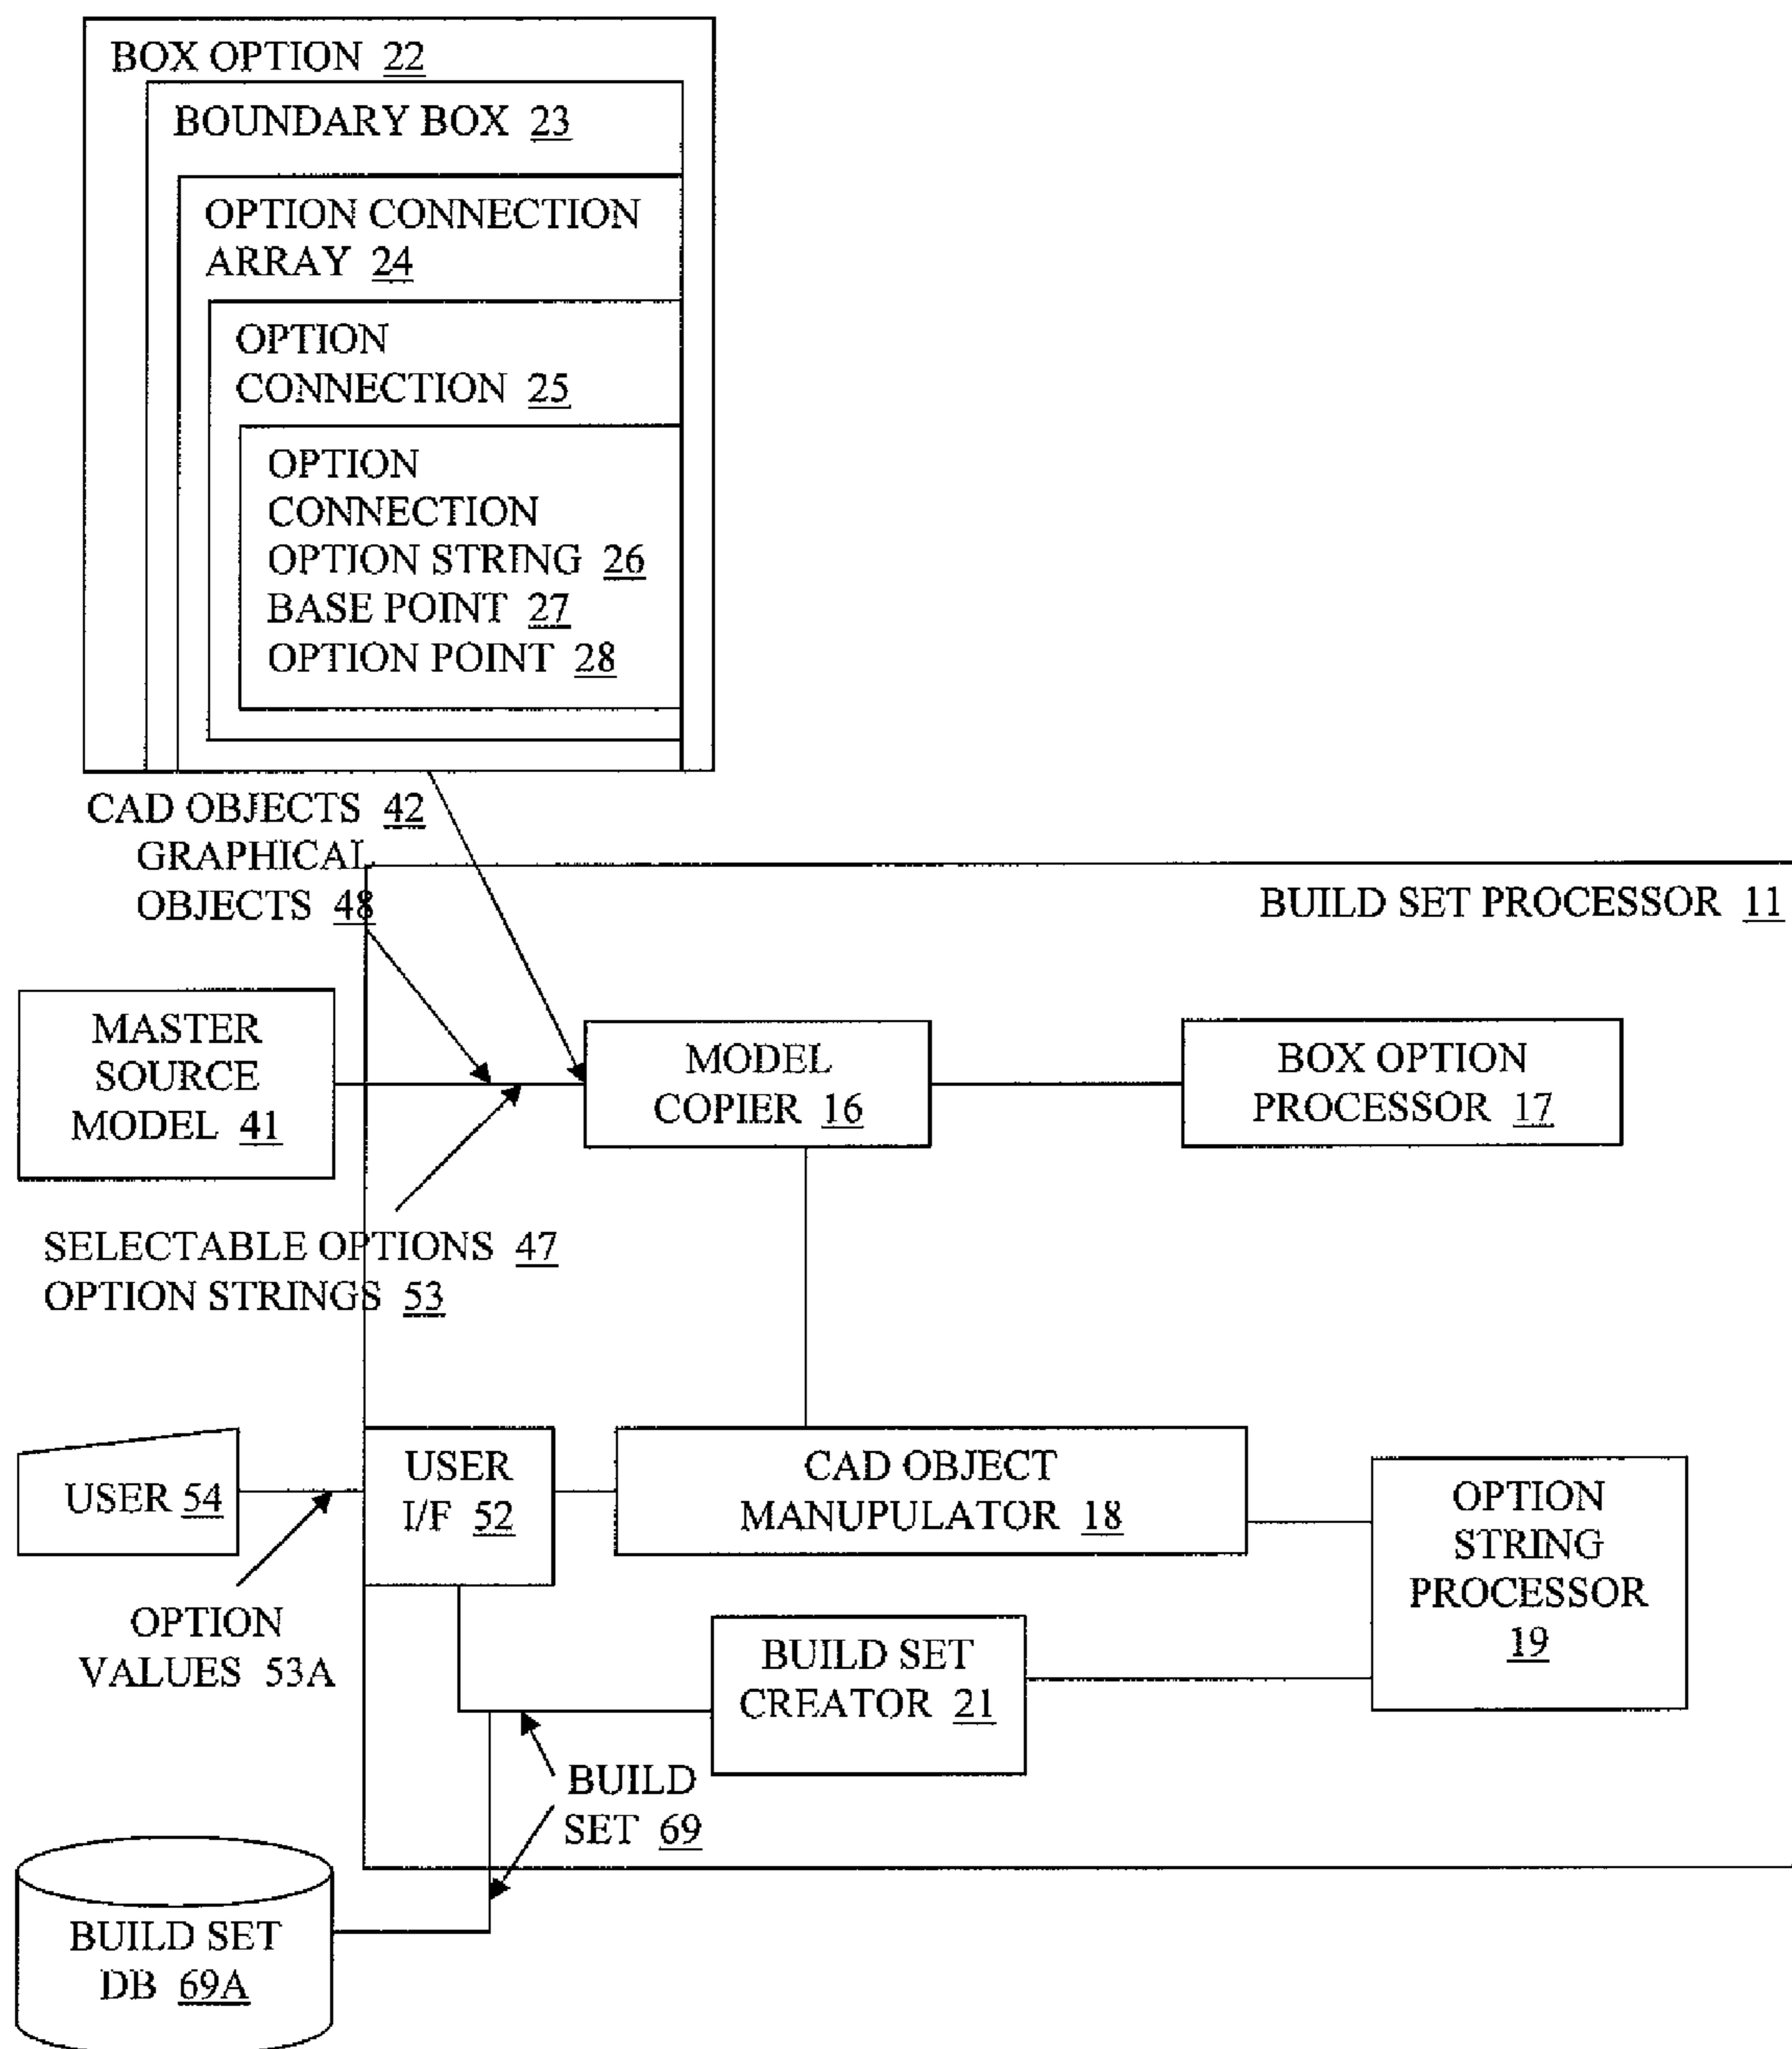 BOX OPTION 22
BOUNDARY BOX 23
OPTION CONNECTION
ARRAY 24
OPTION
CONNECTION 25
OPTION
CONNECTION
OPTION STRING 26
BASE POINT 27
OPTION POINT 28
CAD OBJECTS 42
GRAPHICAL
OBJECTS 48
BUILD SET PROCESSOR 11
MASTER
SOURCE
MODEL 41
MODEL
COPIER 16
BOX OPTION
PROCESSOR 17
SELECTABLE OPTIONS 47
OPTION STRINGS 53
USER 54
USER
I/F 52
CAD OBJECT
MANUPULATOR 18
OPTION
STRING
PROCESSOR
19
OPTION
VALUES 53A
BUILD SET
CREATOR 21
BUILD
SET 69
BUILD SET
DB 69A